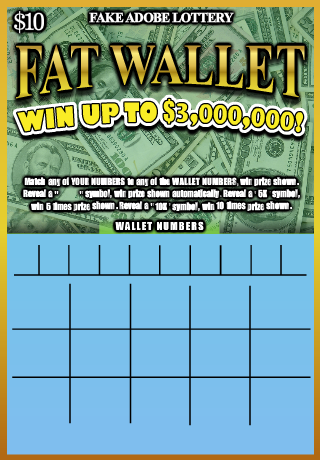 $10
FAKE ADOBE LOTTERY
FAT WALLET
WIN UP TO $3,000,000!
Match any of YOUR NUMBERS to any of the WALLET NUMBERS, win prize shown.
Reveal a " " symbol, win prize shown automatically. Reveal a " 5X " symbol,
win 5 times prize shown. Reveal a " 10X " symbol, win 10 times prize shown.
WALLET NUMBERS